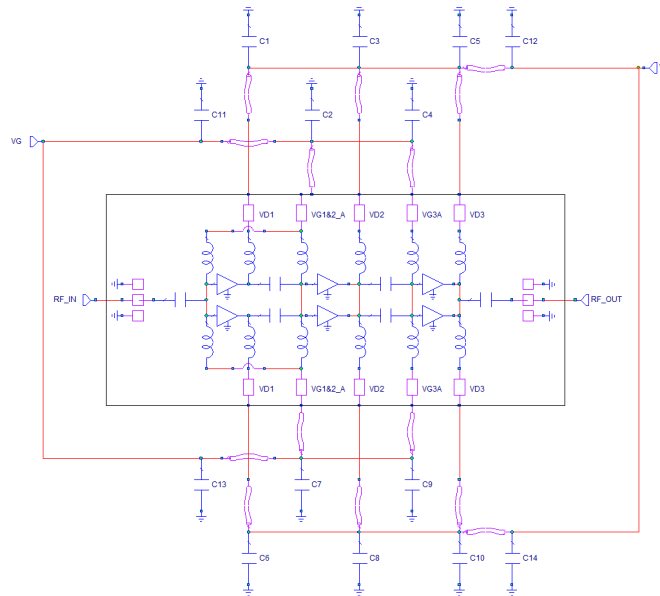 C1
C3
C5
C12
V
C11
C2
C4
VG
VD1
VG1&2_A
VD2
VG3A
VD3
RF_IN
RF_OUT
VD1
VG1&2_A
VD2
VG3A
VD3
C13
C7
C9
C6
C8
C10
C14